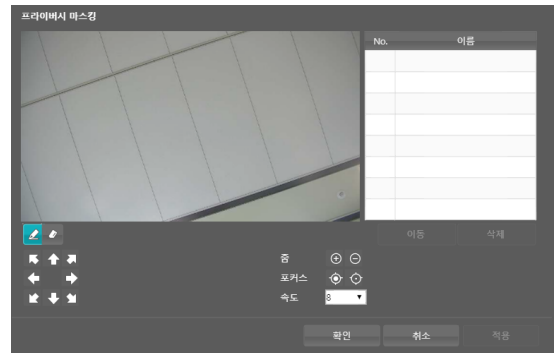 프라이버시 마스킹
No. 이름
이동 삭제
줌
포커스
속도 8
확인 취소 적용